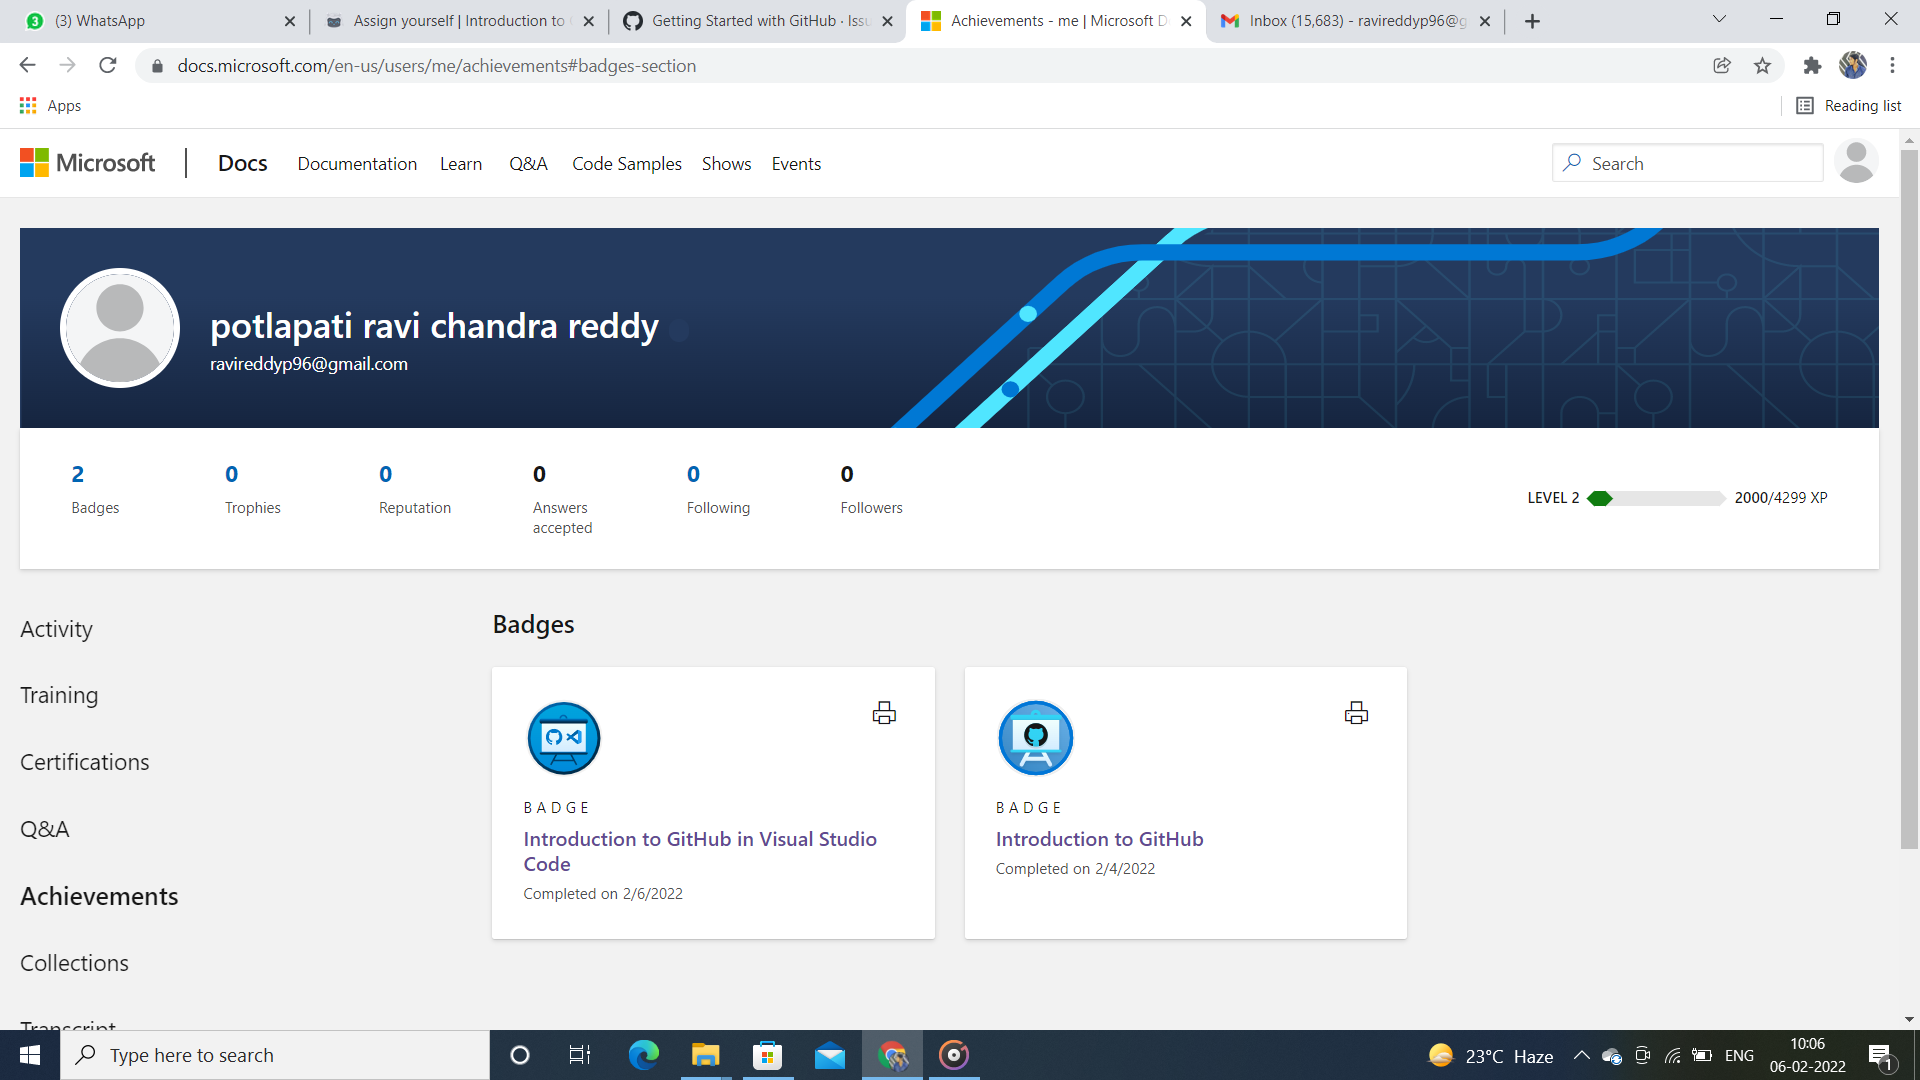 (3) WhatsApp
Assign yourself | Introduction to
Getting Started with GitHub · Issu
Achievements - me | Microsoft D
Inbox (15,683) - ravireddyp96@g
docs.microsoft.com/en-us/users/me/achievements#badges-section
Apps
Reading list
Microsoft
Docs
Documentation
Learn
Q&A
Code Samples
Shows
Events
Search
potlapati ravi chandra reddy
ravireddyp96@gmail.com
2
0
0
0
0
0
Badges
Trophies
Reputation
Answers
accepted
Following
Followers
LEVEL 2
2000/4299 XP
Activity
Training
Certifications
Q&A
Achievements
Collections
Transcript
Badges
BADGE
Introduction to GitHub in Visual Studio
Code
Completed on 2/6/2022
BADGE
Introduction to GitHub
Completed on 2/4/2022
Type here to search
23°C Haze
ENG
10:06
06-02-2022
1